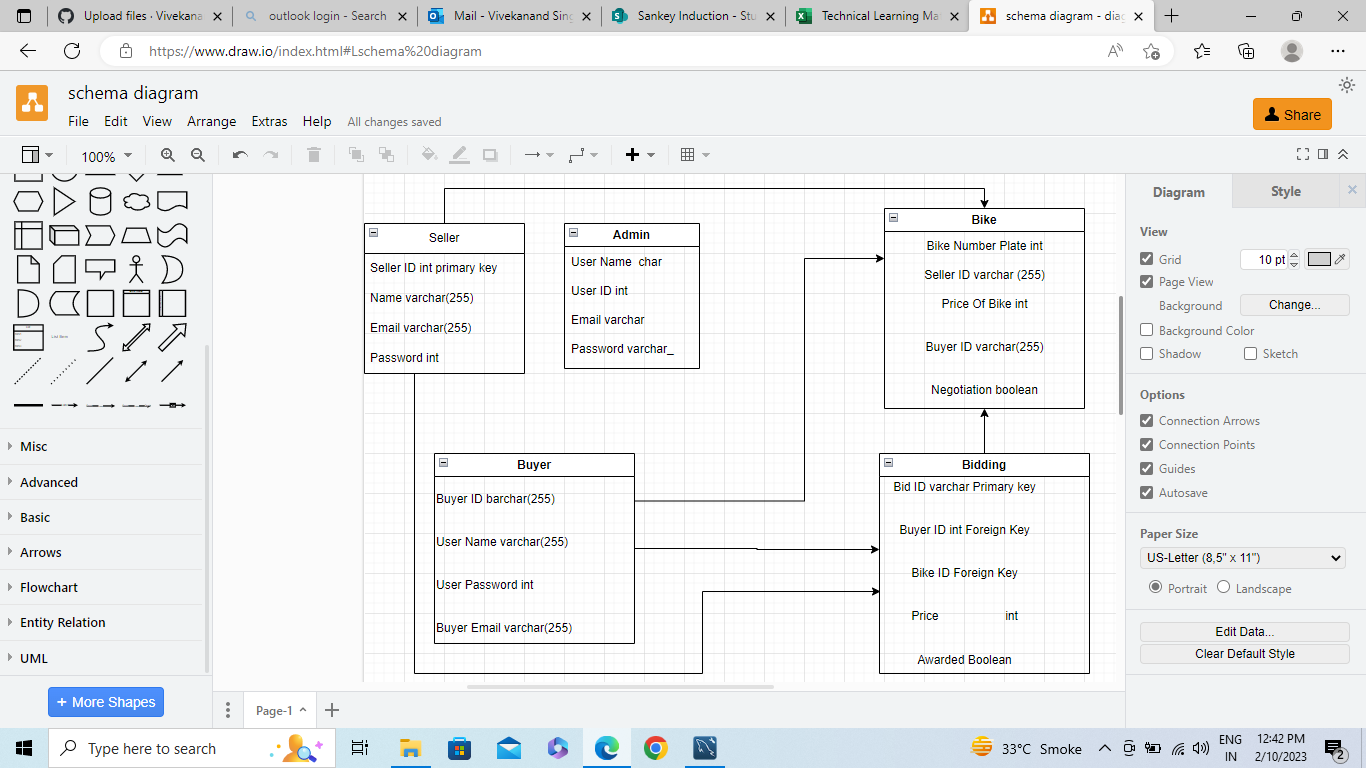 Upload files · Vivekana
outlook login - Search
Mail - Vivekanand Sing
Sankey Induction - Stu
Technical Learning Ma
schema diagram - diag
https://www.draw.io/index.html#Lschema%20diagram
schema diagram
File Edit View Arrange Extras Help All changes saved
Share
100%
Misc
Advanced
Basic
Arrows
Flowchart
Entity Relation
UML
+ More Shapes
Seller
Seller ID int primary key
Name varchar(255)
Email varchar(255)
Password int
Admin
User Name char
User ID int
Email varchar
Password varchar_
Bike
Bike Number Plate int
Seller ID varchar (255)
Price Of Bike int
Buyer ID varchar(255)
Negotiation boolean
Buyer
Buyer ID barchar(255)
User Name varchar(255)
User Password int
Buyer Email varchar(255)
Bidding
Bid ID varchar Primary key
Buyer ID int Foreign Key
Bike ID Foreign Key
Price int
Awarded Boolean
Diagram Style
View
Grid 10 pt
Page View
Background Change...
Background Color
Shadow Sketch
Options
Connection Arrows
Connection Points
Guides
Autosave
Paper Size
US-Letter (8,5" x 11")
Portrait Landscape
Edit Data...
Clear Default Style
Page-1
Type here to search
33°C Smoke
ENG
IN
12:42 PM
2/10/2023
2